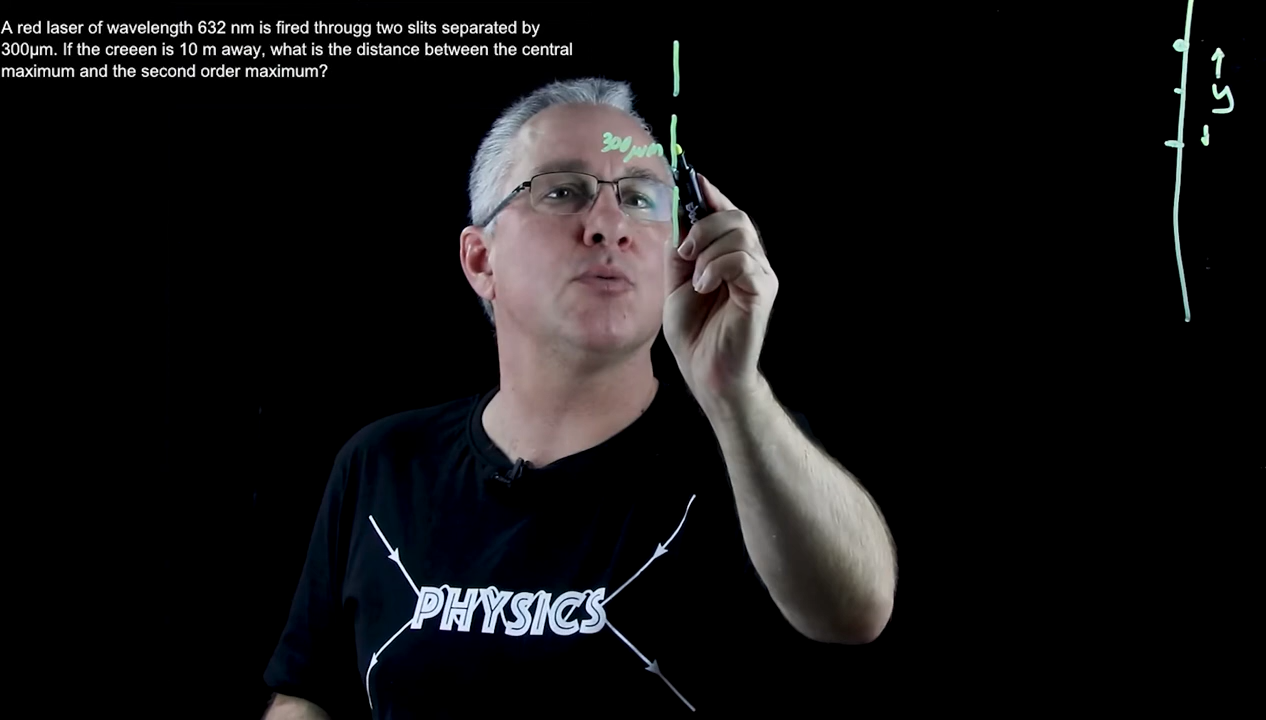 A red laser of wavelength 632 nm is fired througg two slits separated by
300μm. If the creeen is 10 m away, what is the distance between the central
maximum and the second order maximum?
300μm
y
PHYSICS